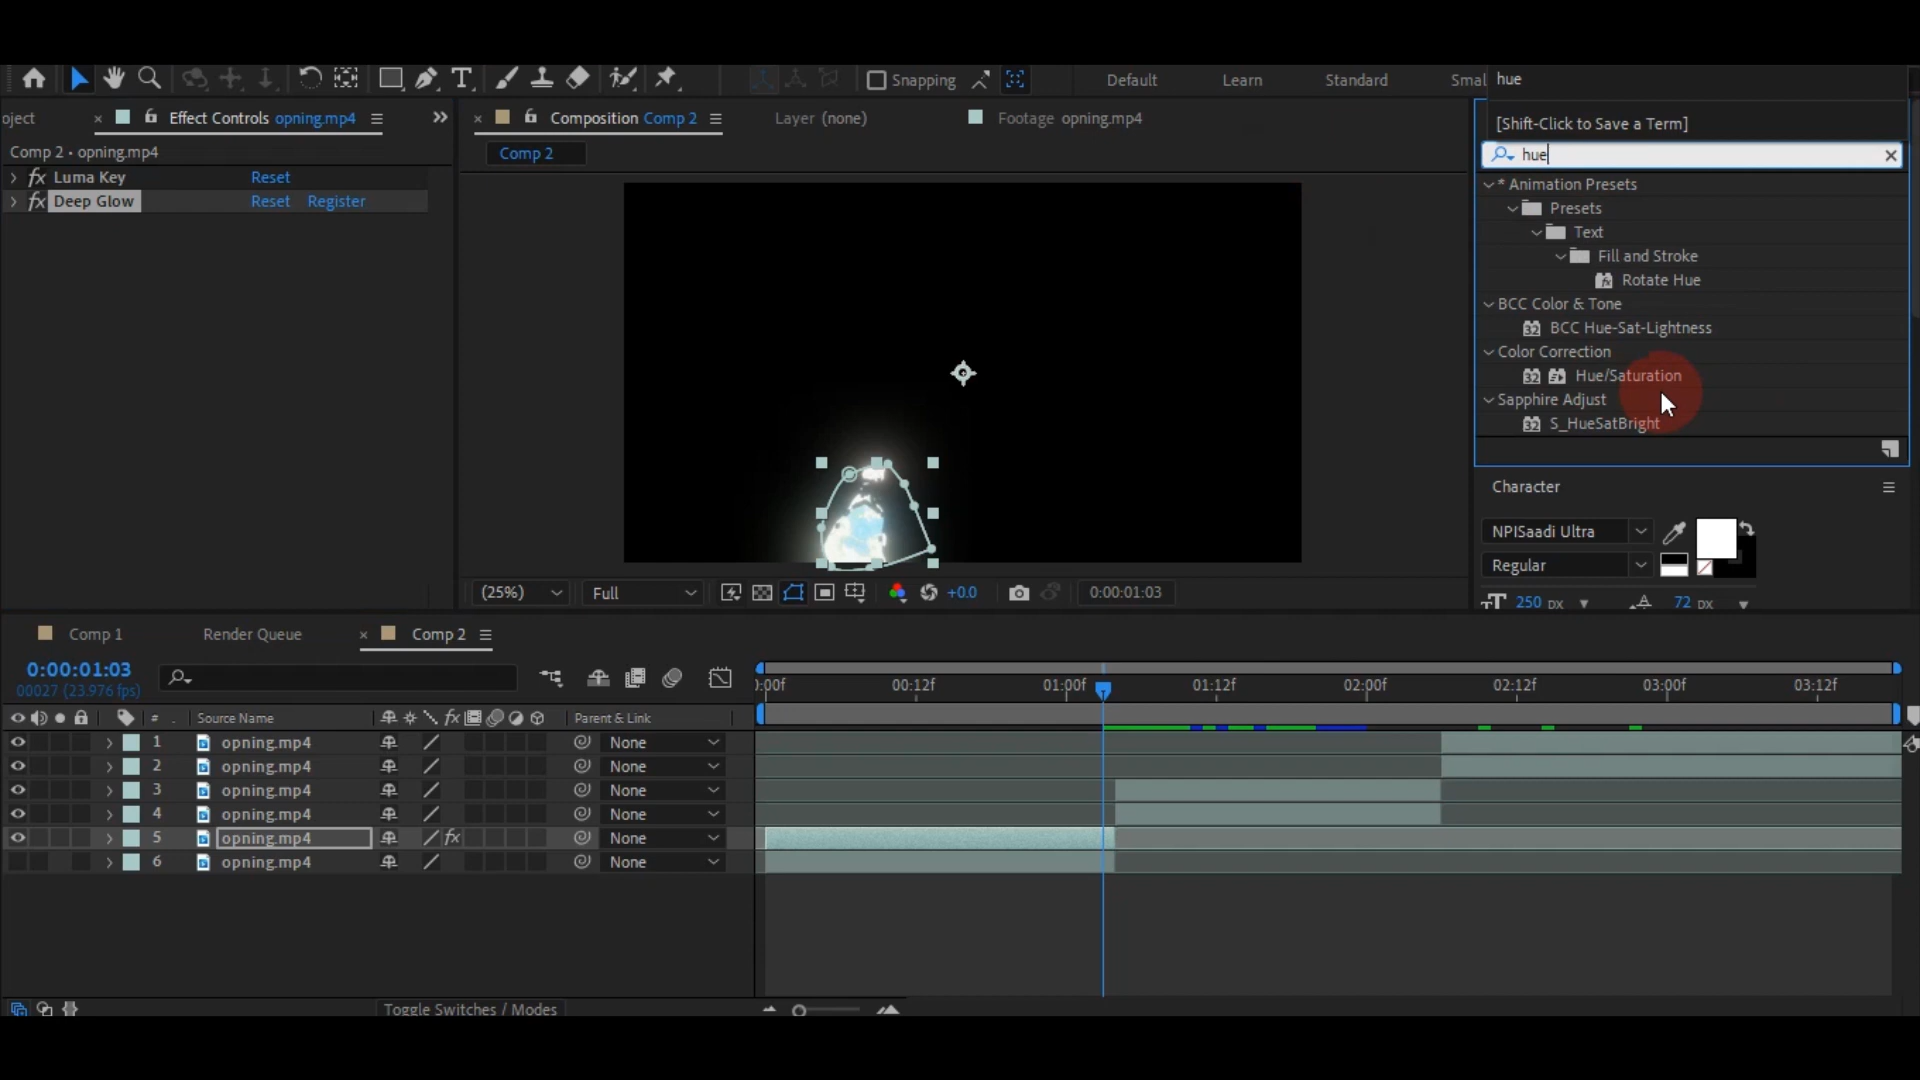 Snapping
Default
Learn
Standard
Smal
hue
oject
Effect Controls opning.mp4
Composition Comp 2
Layer (none)
Footage opning.mp4
[Shift-Click to Save a Term]
Comp 2 • opning.mp4
Comp 2
hue
fx Luma Key Reset
fx Deep Glow Reset Register
* Animation Presets
Presets
Text
Fill and Stroke
Rotate Hue
BCC Color & Tone
32 BCC Hue-Sat-Lightness
Color Correction
32 Hue/Saturation
Sapphire Adjust
32 S_HueSatBright
Character
NPISaadi Ultra
Regular
250 px
72 px
(25%)
Full
+0.0
0:00:01:03
Comp 1
Render Queue
Comp 2
0:00:01:03
00027 (23.976 fps)
):00f 00:12f 01:00f 01:12f 02:00f 02:12f 03:00f 03:12f
# . Source Name fx Parent & Link
1 opning.mp4 None
2 opning.mp4 None
3 opning.mp4 None
4 opning.mp4 None
5 opning.mp4 fx None
6 opning.mp4 None
Toggle Switches / Modes